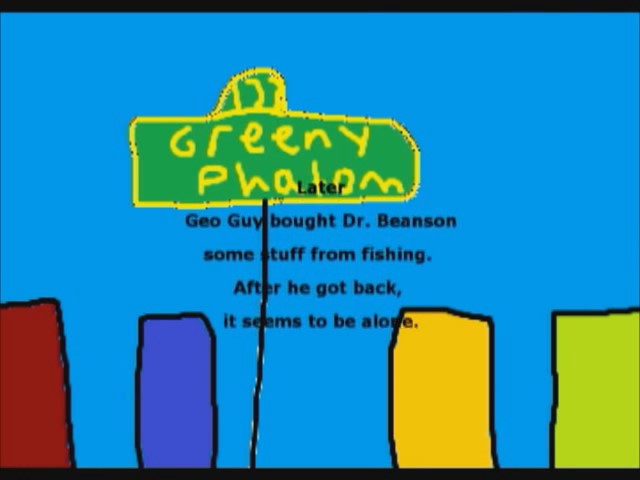 Greeny
Phalom
Later
Geo Guy bought Dr. Beanson
some stuff from fishing.
After he got back,
it seems to be alone.